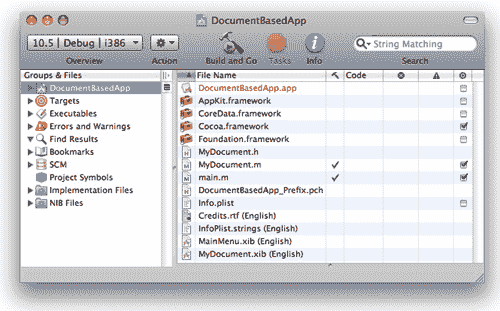 DocumentBasedApp
10.5 | Debug | i386
String Matching
Overview
Action
Build and Go
Tasks
Info
Search
Groups & Files
DocumentBasedApp
Targets
Executables
Errors and Warnings
Find Results
Bookmarks
SCM
Project Symbols
Implementation Files
NIB Files
File Name
Code
DocumentBasedApp.app
AppKit.framework
CoreData.framework
Cocoa.framework
Foundation.framework
MyDocument.h
MyDocument.m
main.m
DocumentBasedApp_Prefix.pch
Info.plist
Credits.rtf (English)
InfoPlist.strings (English)
MainMenu.xib (English)
MyDocument.xib (English)